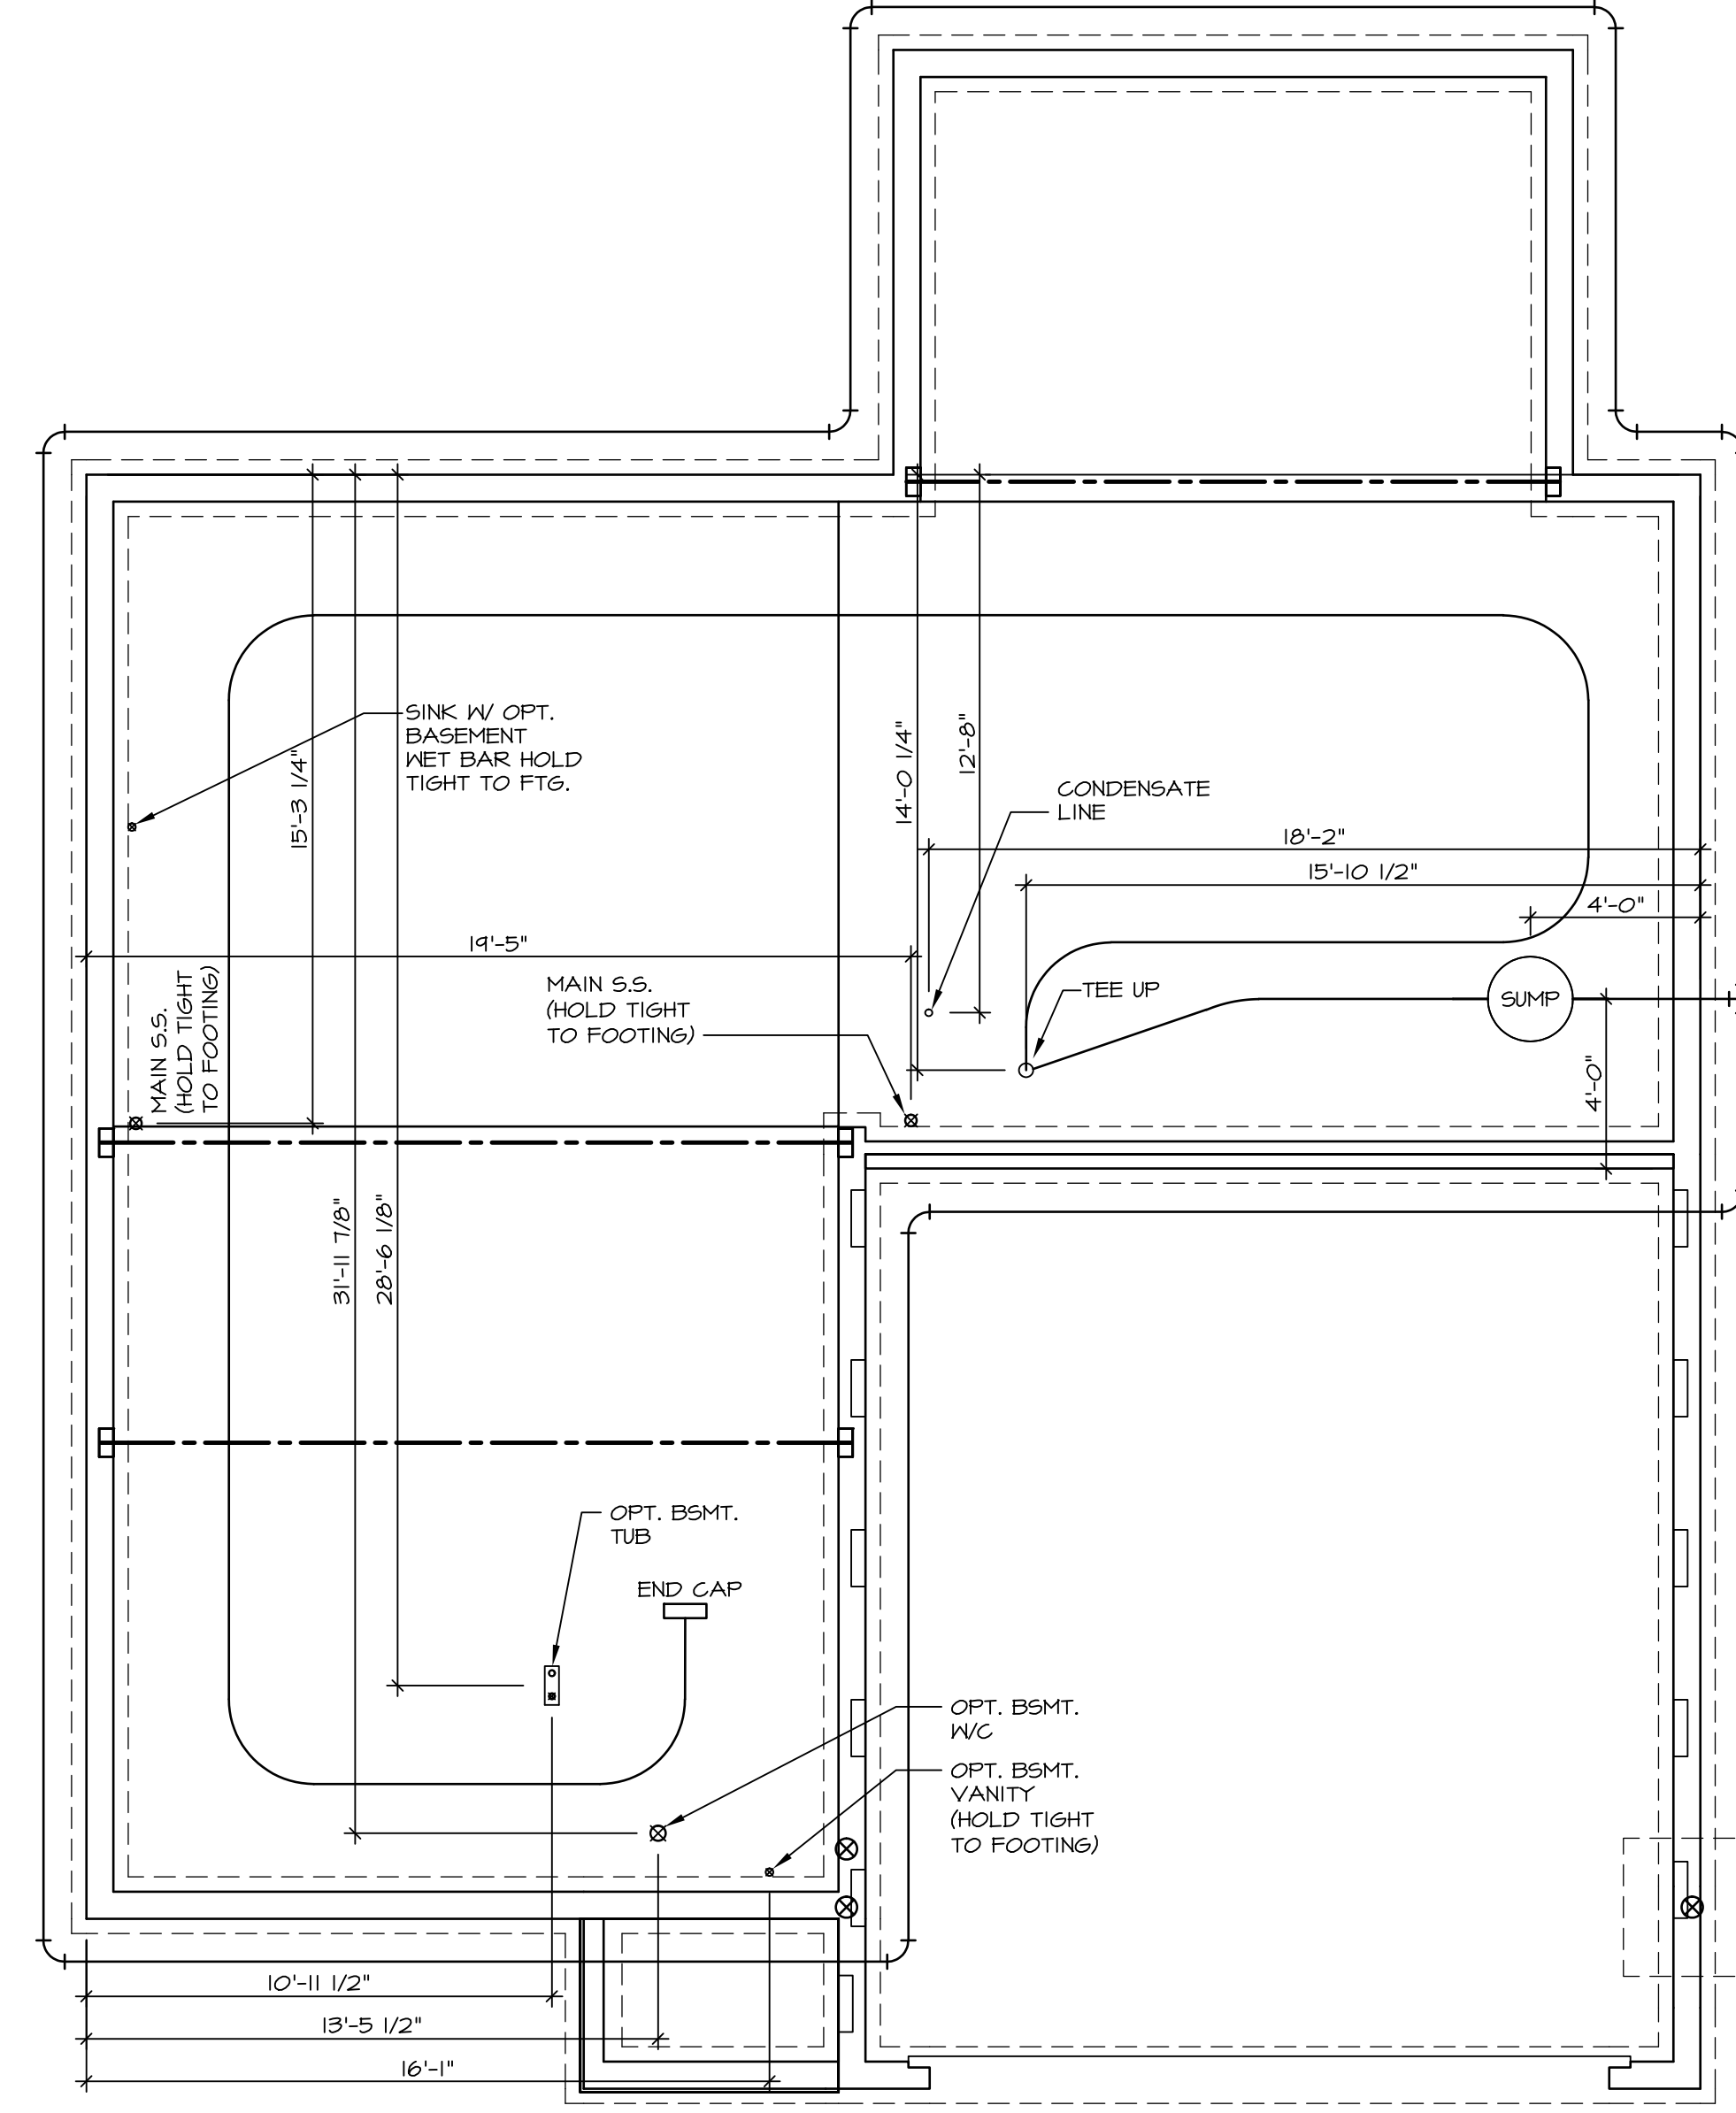 SINK W/ OPT.
BASEMENT
WET BAR HOLD
TIGHT TO FTG.
15'-3 1/4"
14'-0 1/4"
12'-8"
CONDENSATE
LINE
18'-2"
15'-10 1/2"
4'-0"
19'-5"
MAIN S.S.
(HOLD TIGHT
TO FOOTING)
MAIN S.S.
(HOLD TIGHT
TO FOOTING)
TEE UP
SUMP
4'-0"
31'-11 7/8"
28'-6 1/8"
OPT. BSMT.
TUB
END CAP
OPT. BSMT.
W/C
OPT. BSMT.
VANITY
(HOLD TIGHT
TO FOOTING)
10'-11 1/2"
13'-5 1/2"
16'-1"